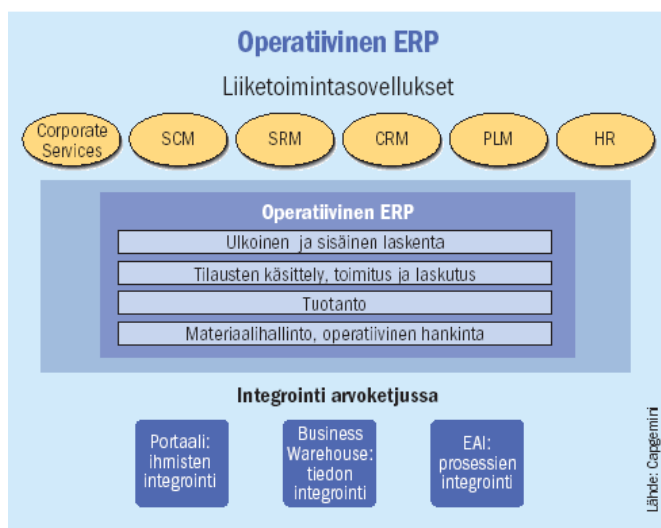 Operatiivinen ERP
Liiketoimintasovellukset
Corporate
Services
SCM
SRM
CRM
PLM
HR
Operatiivinen ERP
Ulkoinen ja sisäinen laskenta
Tilausten käsittely, toimitus ja laskutus
Tuotanto
Materiaalihallinto, operatiivinen hankinta
Integrointi arvoketjussa
Portaali:
ihmisten
integrointi
Business
Warehouse:
tiedon
integrointi
EAI:
prosessien
integrointi
Lähde: Capgemini